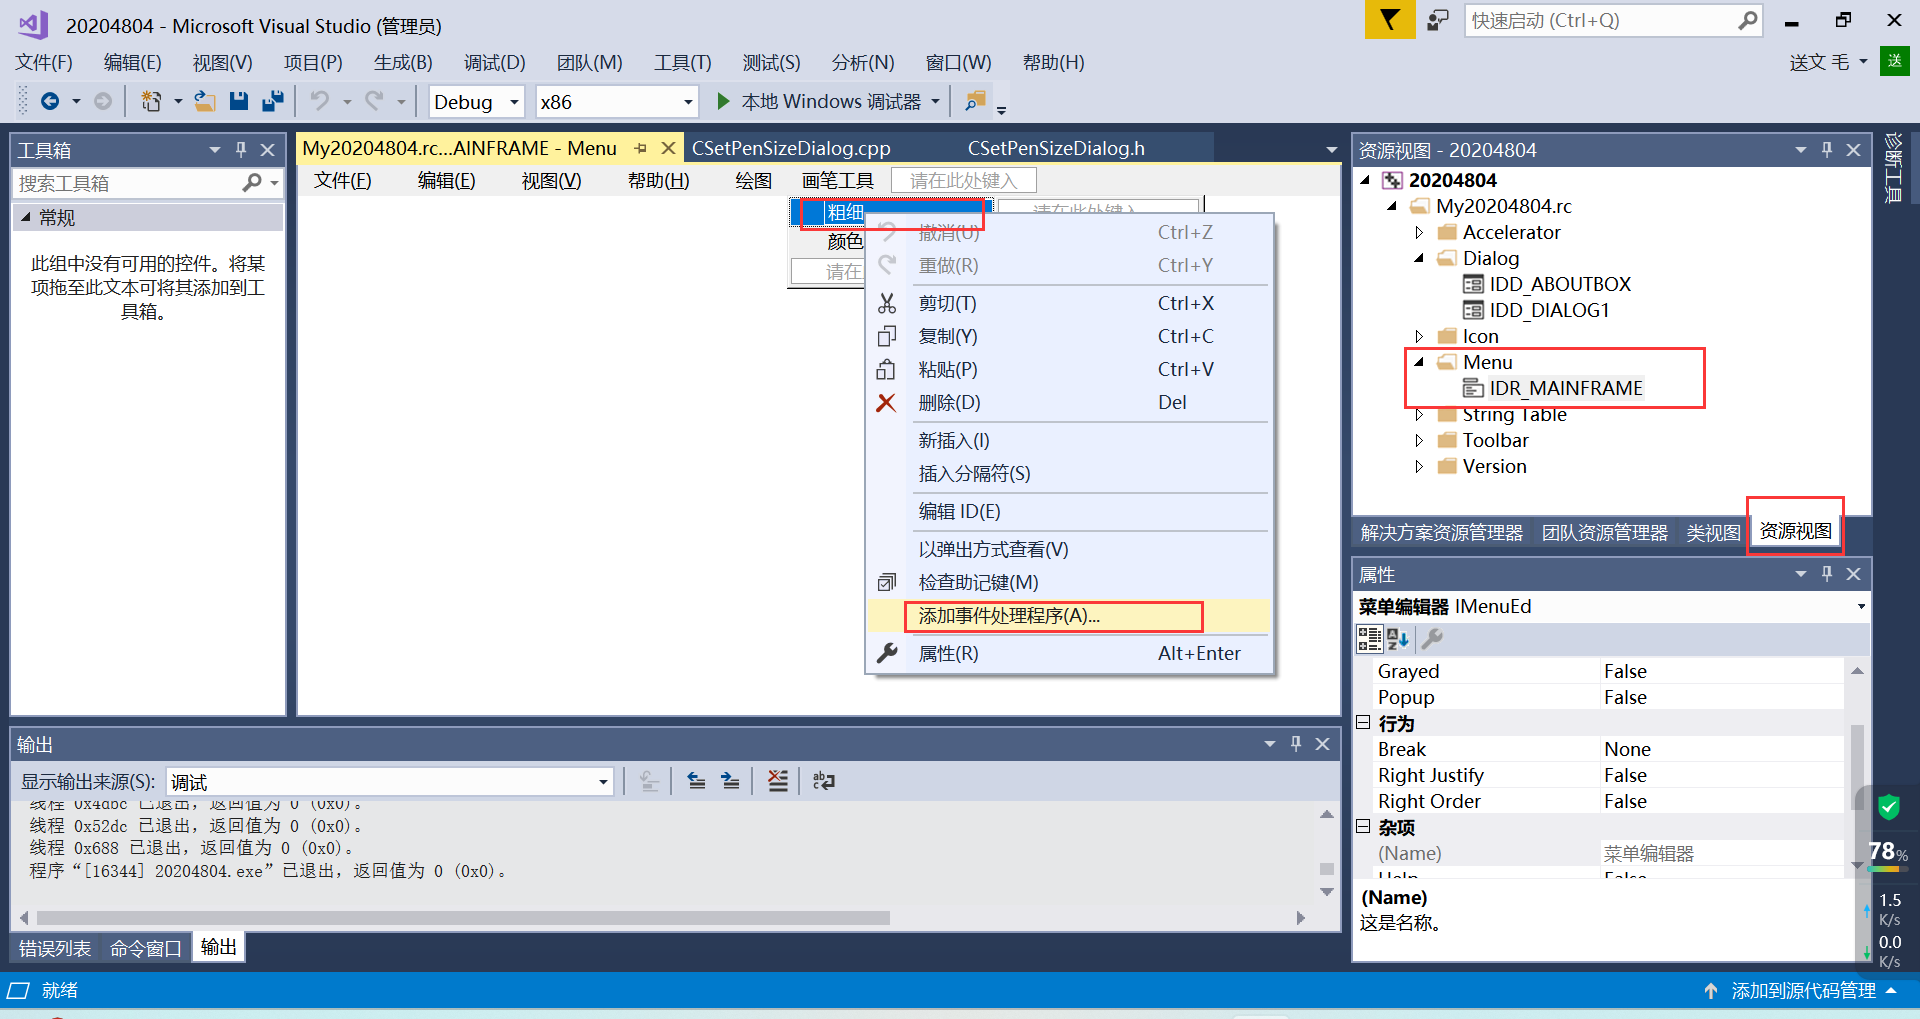 20204804 - Microsoft Visual Studio (管理员)
快速启动 (Ctrl+Q)
文件(F) 编辑(E) 视图(V) 项目(P) 生成(B) 调试(D) 团队(M) 工具(T) 测试(S) 分析(N) 窗口(W) 帮助(H)
送文 毛
送
Debug
x86
本地 Windows 调试器
工具箱
搜索工具箱
常规
此组中没有可用的控件。将某
项拖至此文本可将其添加到工
具箱。
My20204804.rc...AINFRAME - Menu
CSetPenSizeDialog.cpp
CSetPenSizeDialog.h
文件(F) 编辑(E) 视图(V) 帮助(H) 绘图 画笔工具 请在此处键入
粗细
请在此处键入
颜色
请在
撤消(U) Ctrl+Z
重做(R) Ctrl+Y
剪切(T) Ctrl+X
复制(Y) Ctrl+C
粘贴(P) Ctrl+V
删除(D) Del
新插入(I)
插入分隔符(S)
编辑 ID(E)
以弹出方式查看(V)
检查助记键(M)
添加事件处理程序(A)...
属性(R) Alt+Enter
资源视图 - 20204804
20204804
My20204804.rc
Accelerator
Dialog
IDD_ABOUTBOX
IDD_DIALOG1
Icon
Menu
IDR_MAINFRAME
String Table
Toolbar
Version
解决方案资源管理器 团队资源管理器 类视图 资源视图
诊断工具
属性
菜单编辑器 IMenuEd
Grayed False
Popup False
行为
Break None
Right Justify False
Right Order False
杂项
(Name) 菜单编辑器
Help False
(Name)
这是名称。
78%
1.5
K/s
0.0
K/s
输出
显示输出来源(S): 调试
线程 0x4dbc 已退出，返回值为 0 (0x0)。
线程 0x52dc 已退出，返回值为 0 (0x0)。
线程 0x688 已退出，返回值为 0 (0x0)。
程序“[16344] 20204804.exe”已退出，返回值为 0 (0x0)。
错误列表 命令窗口 输出
就绪
添加到源代码管理